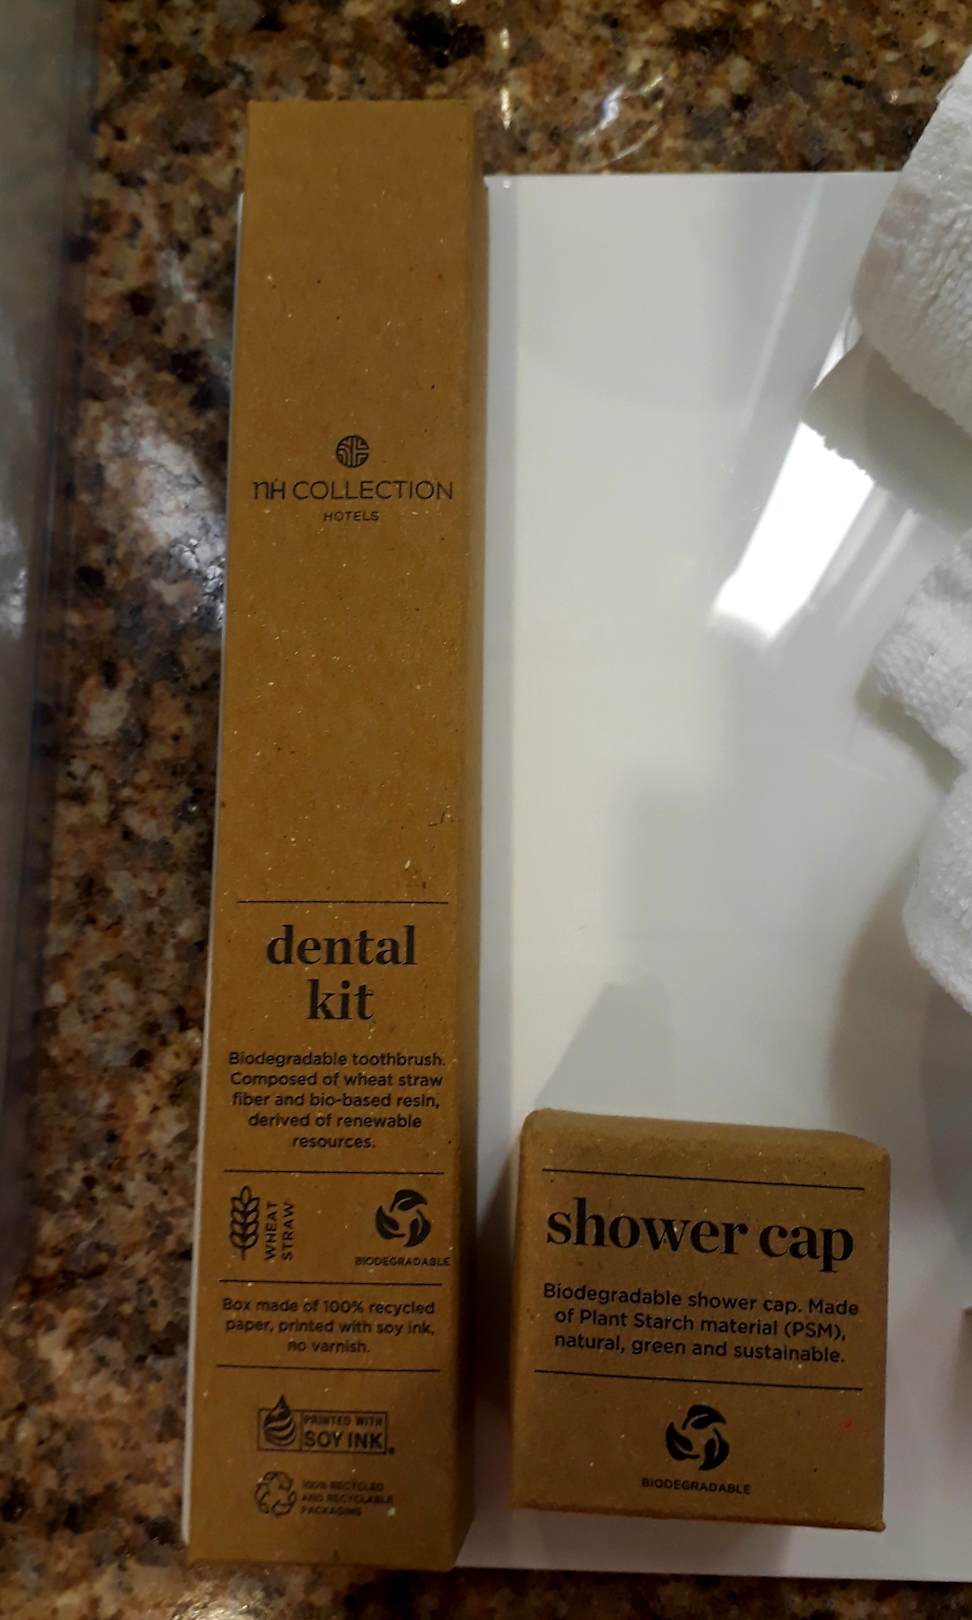 NH COLLECTION
HOTELS
dental
kit
Biodegradable toothbrush.
Composed of wheat straw
fiber and bio-based resin,
derived of renewable
resources.
WHEAT
STRAW
BIODEGRADABLE
Box made of 100% recycled
paper, printed with soy ink,
no varnish.
PRINTED WITH
SOY INK
100% RECYCLED
AND RECYCLABLE
PACKAGING
shower cap
Biodegradable shower cap. Made
of Plant Starch material (PSM),
natural, green and sustainable.
BIODEGRADABLE